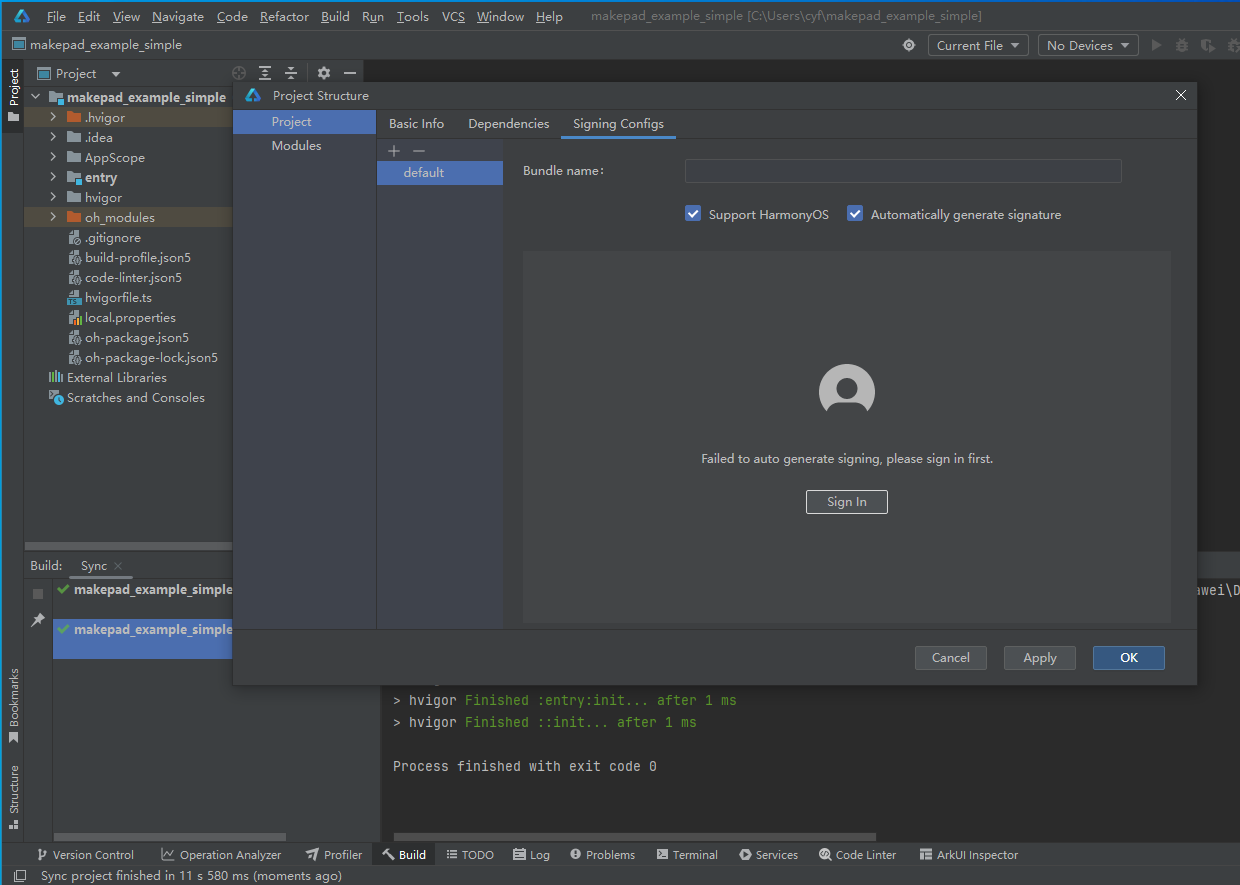 File Edit View Navigate Code Refactor Build Run Tools VCS Window Help makepad_example_simple [C:\Users\cyf\makepad_example_simple]
makepad_example_simple Current File No Devices
Project
Project
makepad_example_simple
.hvigor
.idea
AppScope
entry
hvigor
oh_modules
.gitignore
build-profile.json5
code-linter.json5
hvigorfile.ts
local.properties
oh-package.json5
oh-package-lock.json5
External Libraries
Scratches and Consoles
Project Structure
Project
Modules
Basic Info Dependencies Signing Configs
default
Bundle name:
Support HarmonyOS Automatically generate signature
Failed to auto generate signing, please sign in first.
Sign In
Cancel Apply OK
Build: Sync
makepad_example_simple
makepad_example_simple
awei\D
> hvigor Finished :entry:init... after 1 ms
> hvigor Finished ::init... after 1 ms
Process finished with exit code 0
Bookmarks
Structure
Version Control Operation Analyzer Profiler Build TODO Log Problems Terminal Services Code Linter ArkUI Inspector
Sync project finished in 11 s 580 ms (moments ago)